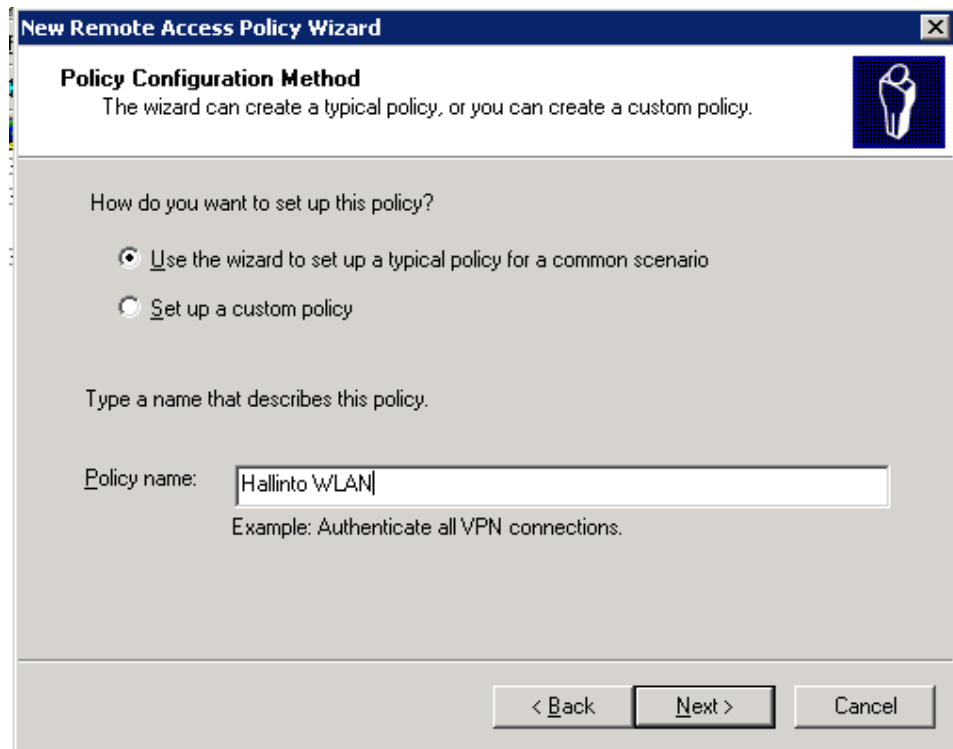 New Remote Access Policy Wizard
Policy Configuration Method
The wizard can create a typical policy, or you can create a custom policy.
How do you want to set up this policy?
Use the wizard to set up a typical policy for a common scenario
Set up a custom policy
Type a name that describes this policy.
Policy name: Hallinto WLAN
Example: Authenticate all VPN connections.
< Back Next > Cancel